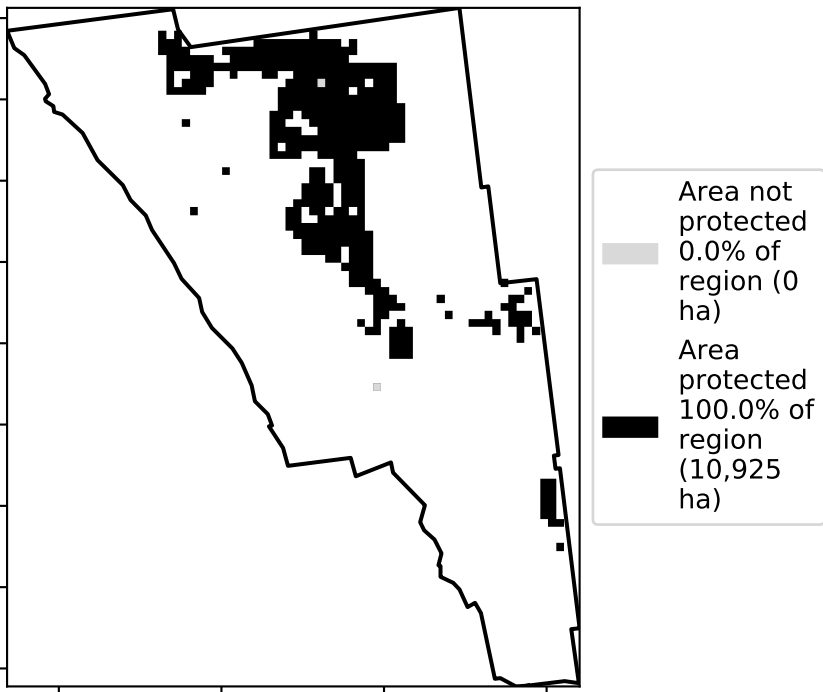 Area not
protected
0.0% of
region (0
ha)
Area
protected
100.0% of
region
(10,925
ha)